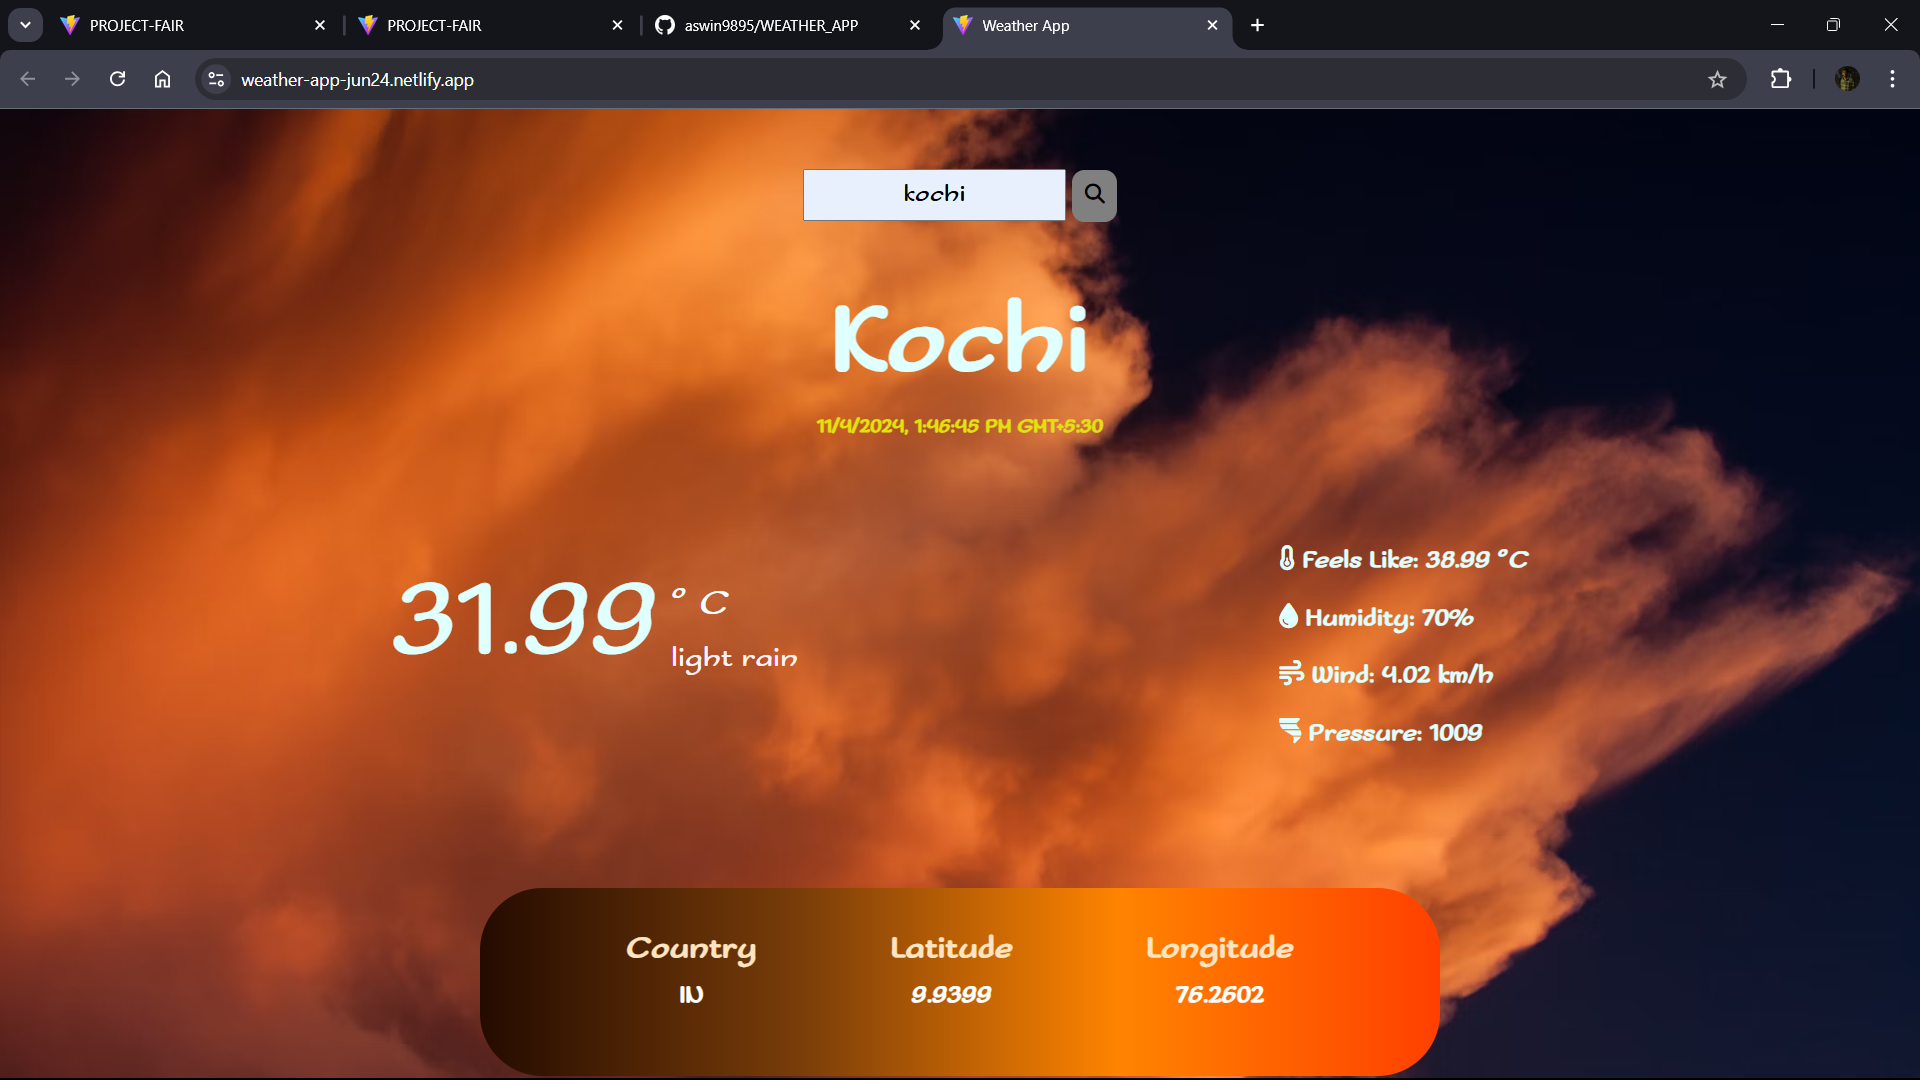 PROJECT-FAIR
PROJECT-FAIR
aswin9895/WEATHER_APP
Weather App
weather-app-jun24.netlify.app
kochi
Kochi
11/4/2024, 1:46:45 PM GMT+5:30
31.99 ° C
light rain
Feels Like: 38.99 °C
Humidity: 70%
Wind: 4.02 km/h
Pressure: 1009
Country
IN
Latitude
9.9399
Longitude
76.2602